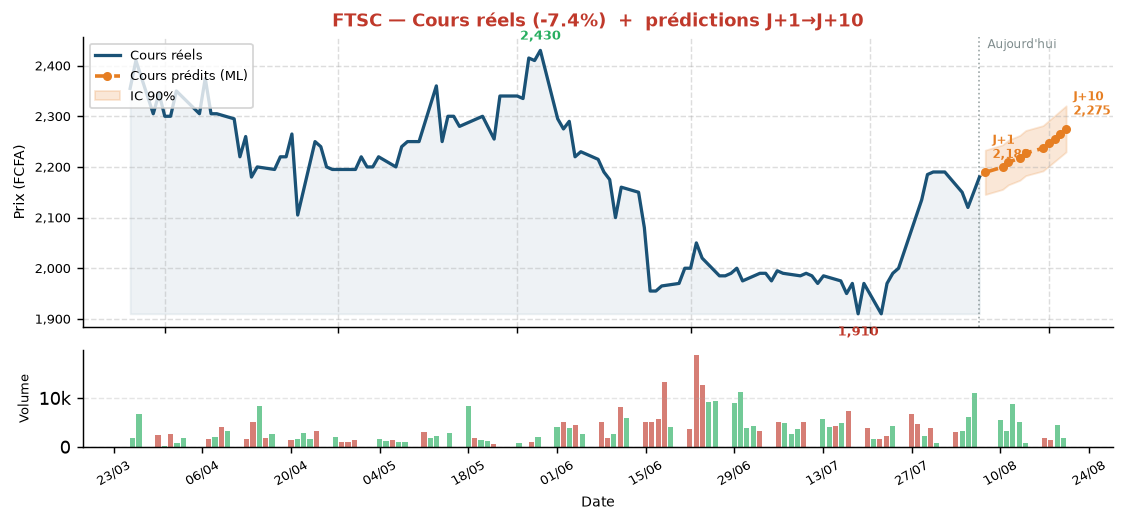 FTSC — Cours réels (-7.4%) + prédictions J+1→J+10
2,430
Aujourd'hui
Cours réels
Cours prédits (ML)
IC 90%
J+10
2,275
J+1
1,910
Prix (FCFA)
2,400
2,300
2,200
2,100
2,000
1,900
Volume
10k
0
23/03
06/04
20/04
04/05
18/05
01/06
15/06
29/06
13/07
27/07
10/08
24/08
Date